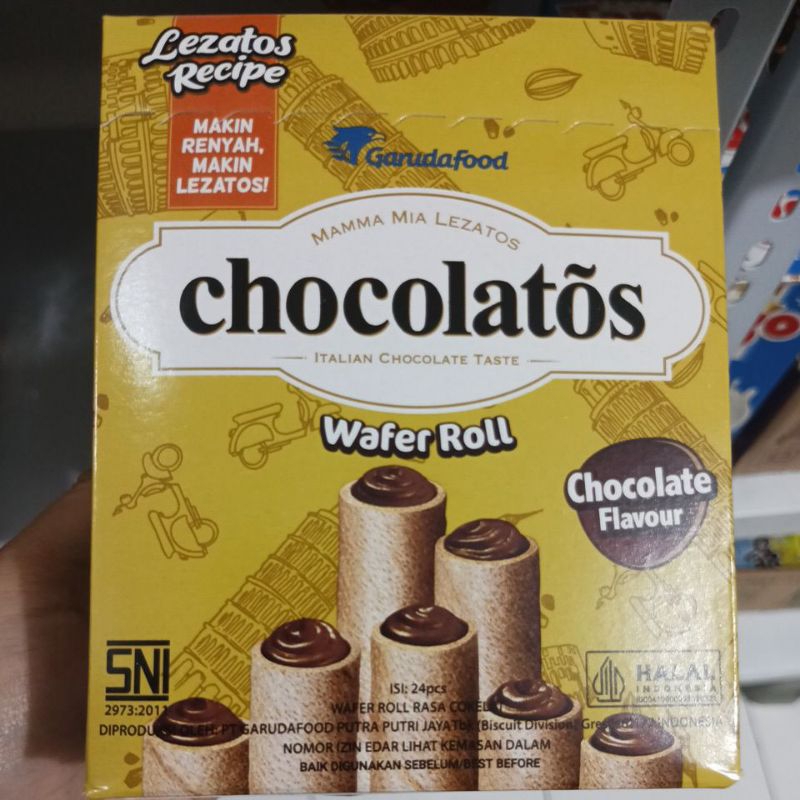 Lezatos
Recipe
MAKIN
RENYAH,
MAKIN
LEZATOS!
Garudafood
MAMMA MIA LEZATOS
chocolatõs
ITALIAN CHOCOLATE TASTE
Wafer Roll
Chocolate
Flavour
SNI
2973:2011
HALAL
INDONESIA
ISI: 24pcs
WAFER ROLL RASA COKELAT
DIPRODUKSI OLEH: PT GARUDAFOOD PUTRA PUTRI JAYA Tbk (Biscuit Division) INDONESIA
NOMOR IZIN EDAR LIHAT KEMASAN DALAM
BAIK DIGUNAKAN SEBELUM/BEST BEFORE